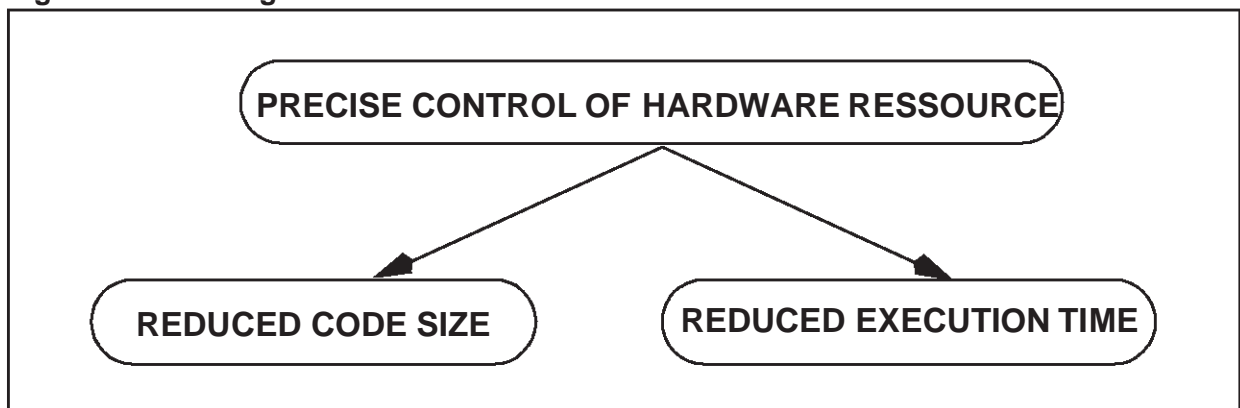 PRECISE CONTROL OF HARDWARE RESSOURCE
REDUCED CODE SIZE
REDUCED EXECUTION TIME